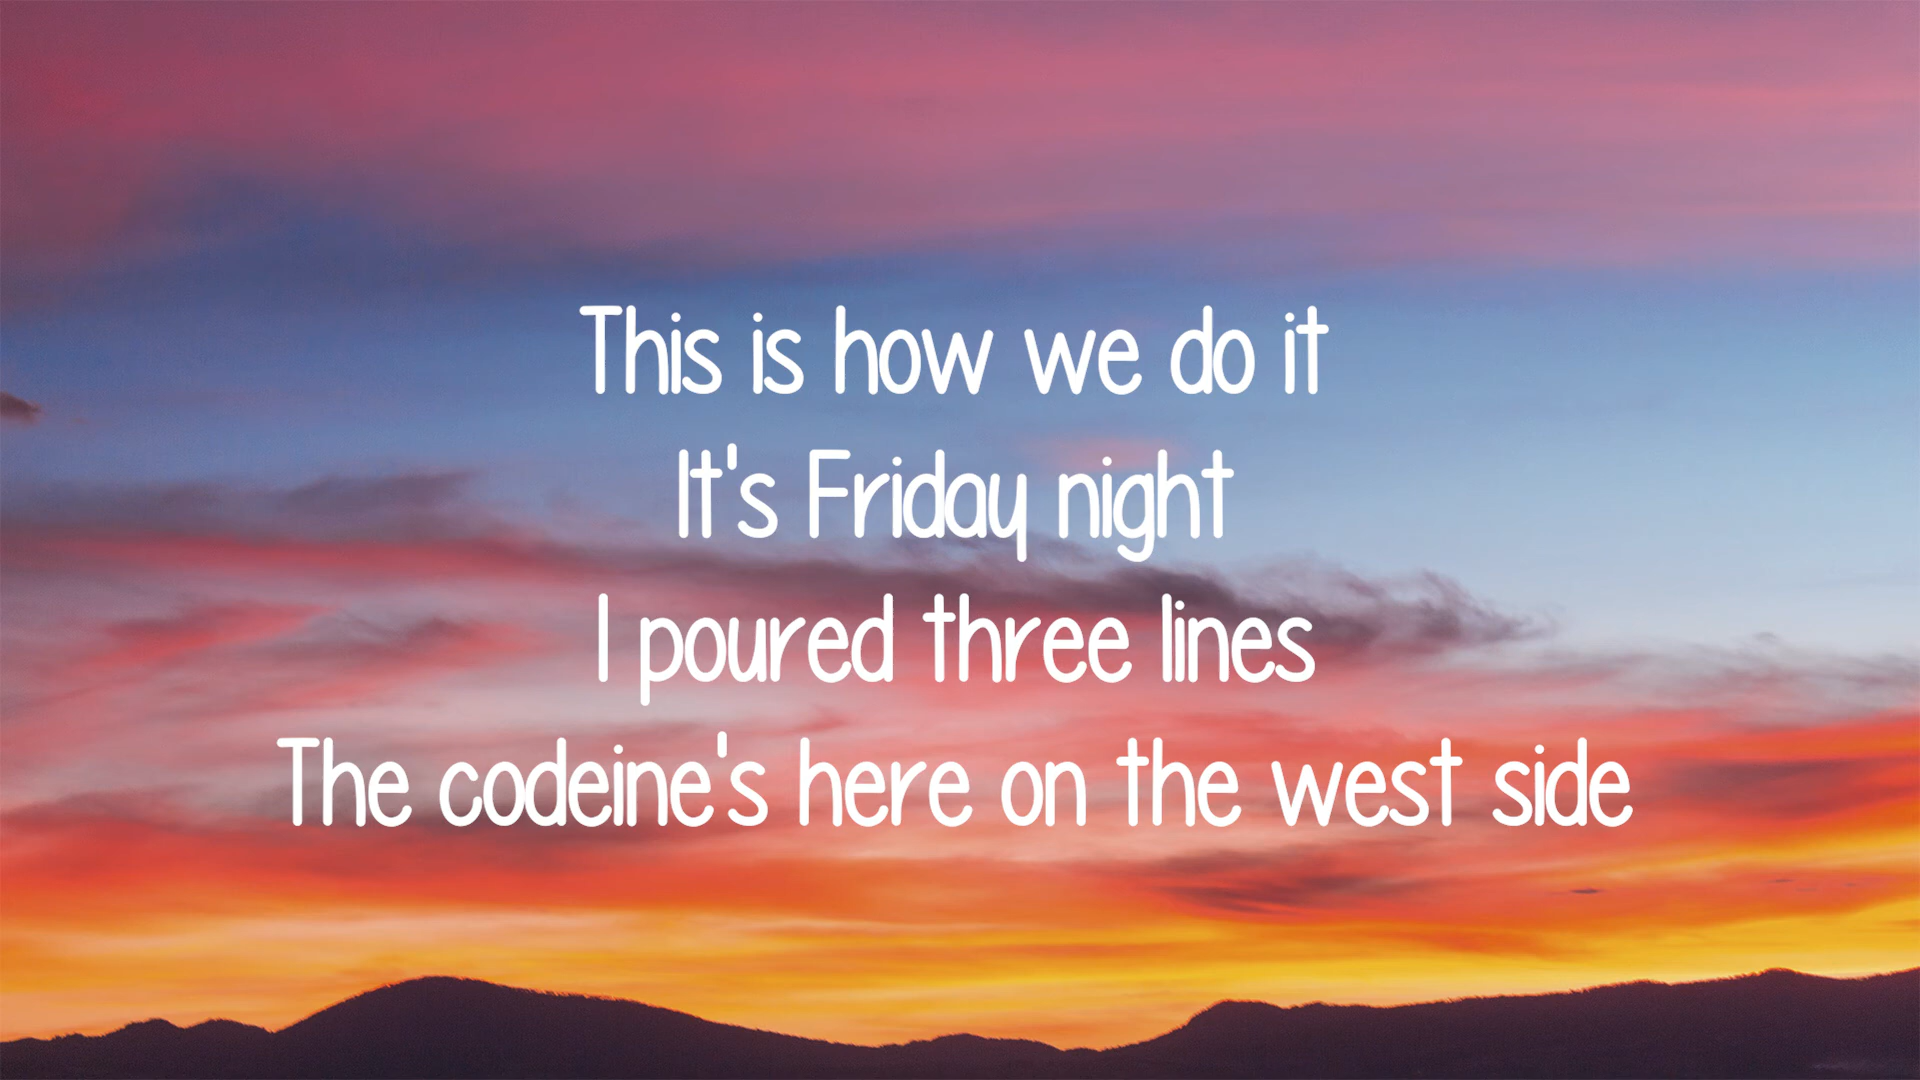 This is how we do it
It's Friday night
I poured three lines
The codeine's here on the west side